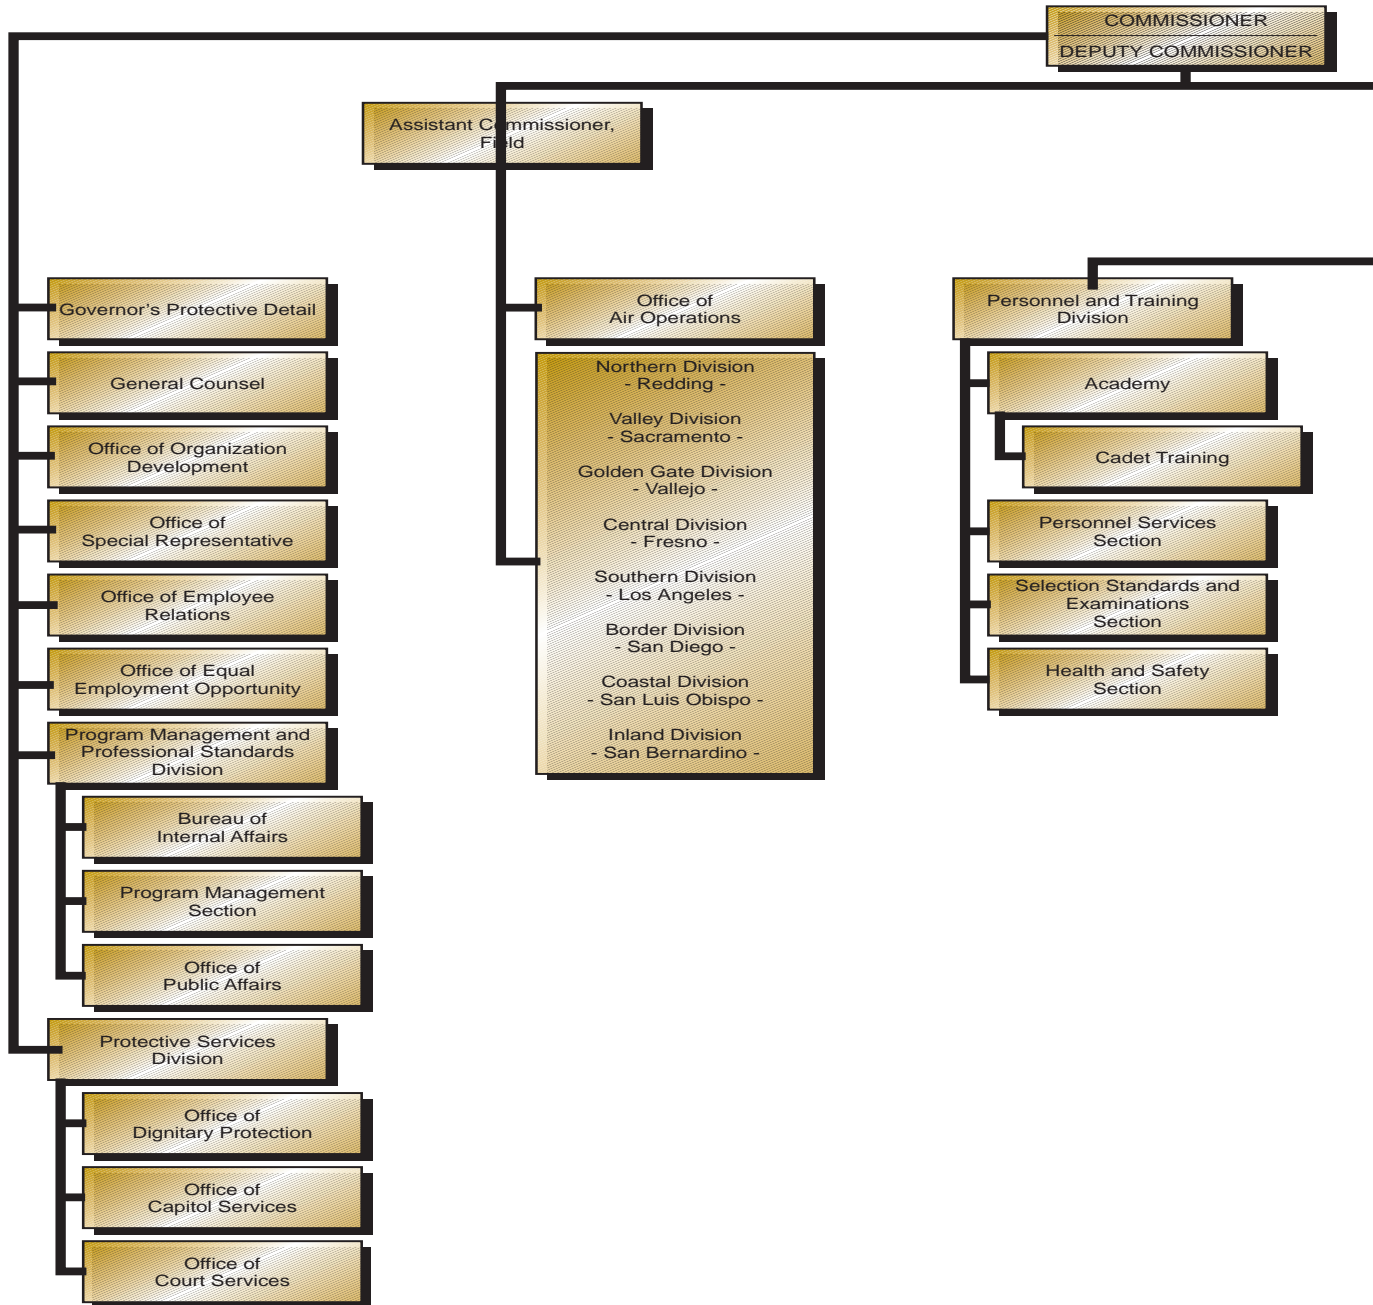 COMMISSIONER
DEPUTY COMMISSIONER
Assistant Commissioner,
Field
Governor's Protective Detail
General Counsel
Office of Organization
Development
Office of
Special Representative
Office of Employee
Relations
Office of Equal
Employment Opportunity
Program Management and
Professional Standards
Division
Bureau of
Internal Affairs
Program Management
Section
Office of
Public Affairs
Protective Services
Division
Office of
Dignitary Protection
Office of
Capitol Services
Office of
Court Services
Office of
Air Operations
Northern Division
- Redding -
Valley Division
- Sacramento -
Golden Gate Division
- Vallejo -
Central Division
- Fresno -
Southern Division
- Los Angeles -
Border Division
- San Diego -
Coastal Division
- San Luis Obispo -
Inland Division
- San Bernardino -
Personnel and Training
Division
Academy
Cadet Training
Personnel Services
Section
Selection Standards and
Examinations
Section
Health and Safety
Section